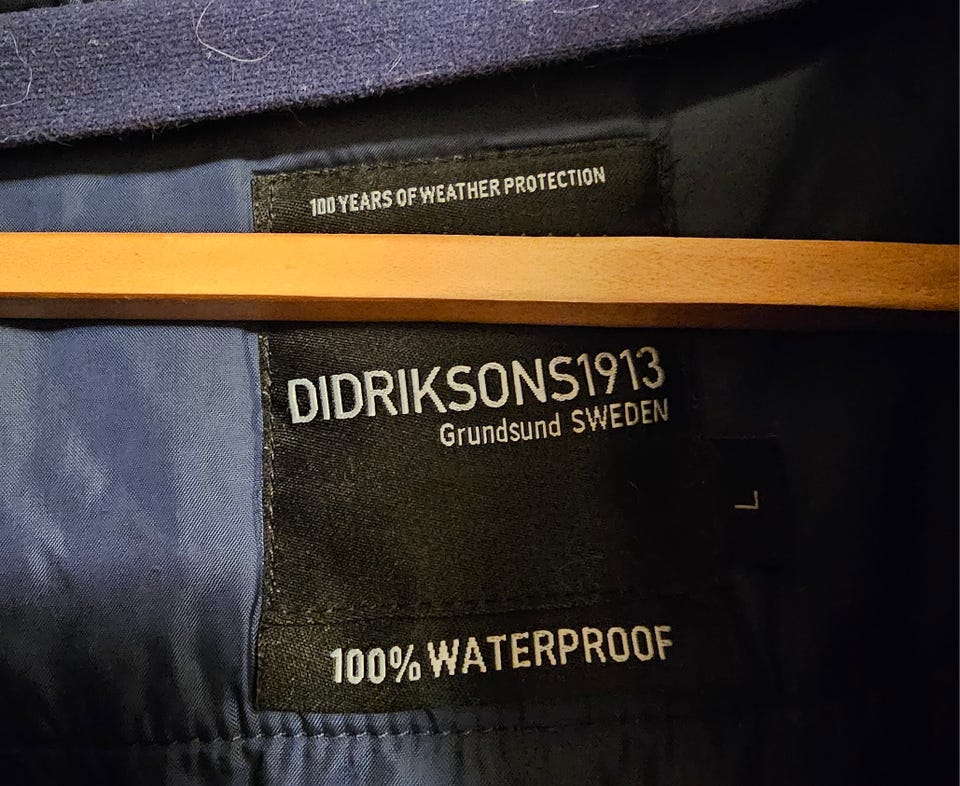 100 YEARS OF WEATHER PROTECTION
DIDRIKSONS1913
Grundsund SWEDEN
L
100% WATERPROOF